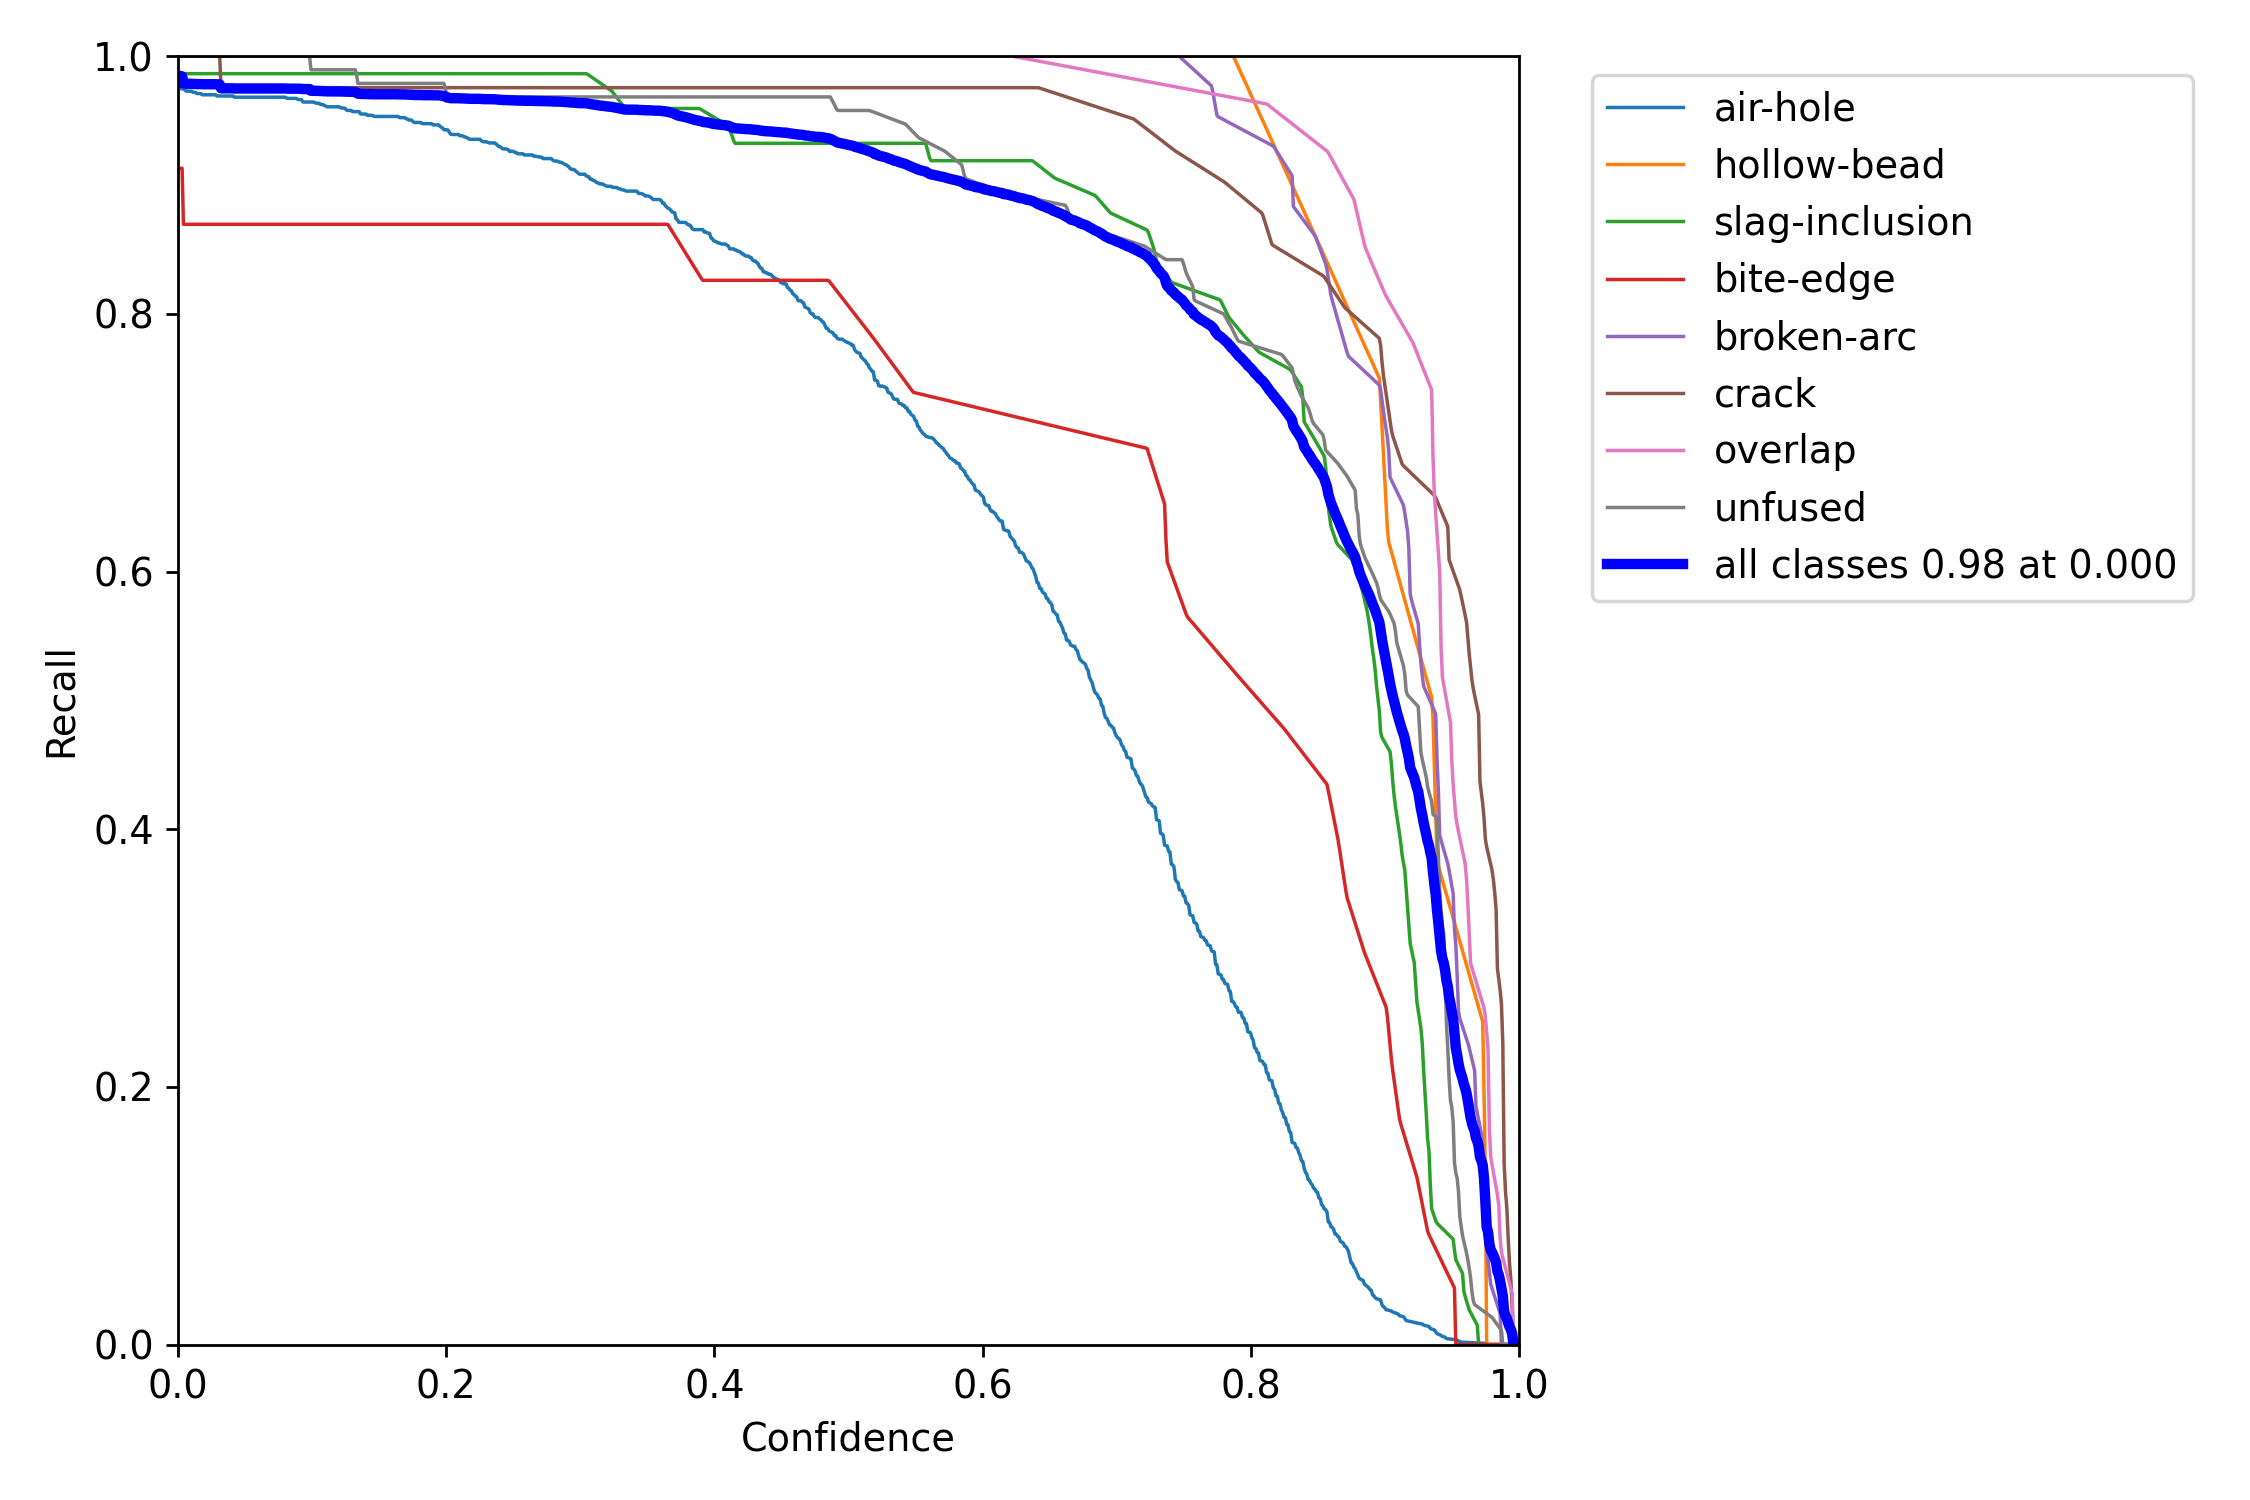 1.0
0.8
0.6
0.4
0.2
0.0
Recall
0.0 0.2 0.4 0.6 0.8 1.0
Confidence
air-hole
hollow-bead
slag-inclusion
bite-edge
broken-arc
crack
overlap
unfused
all classes 0.98 at 0.000